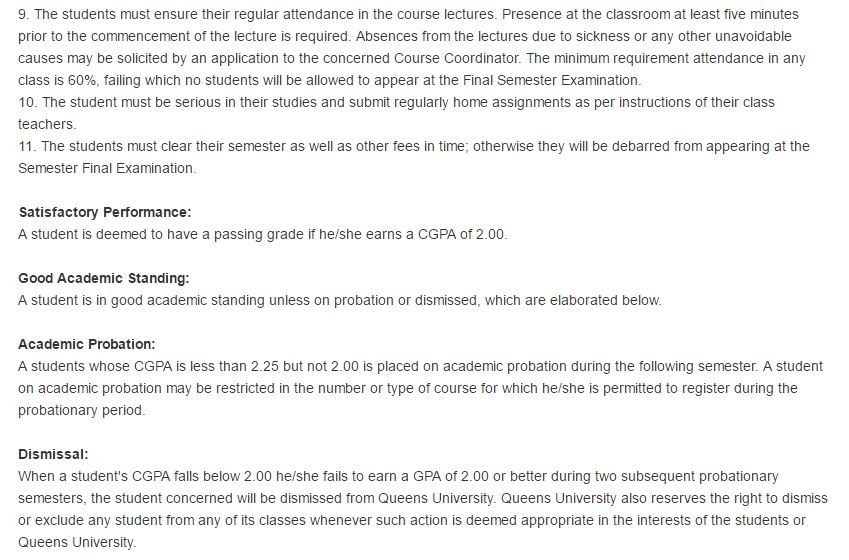 9. The students must ensure their regular attendance in the course lectures. Presence at the classroom at least five minutes
prior to the commencement of the lecture is required. Absences from the lectures due to sickness or any other unavoidable
causes may be solicited by an application to the concerned Course Coordinator. The minimum requirement attendance in any
class is 60%, failing which no students will be allowed to appear at the Final Semester Examination.
10. The student must be serious in their studies and submit regularly home assignments as per instructions of their class
teachers.
11. The students must clear their semester as well as other fees in time; otherwise they will be debarred from appearing at the
Semester Final Examination.
Satisfactory Performance:
A student is deemed to have a passing grade if he/she earns a CGPA of 2.00.
Good Academic Standing:
A student is in good academic standing unless on probation or dismissed, which are elaborated below.
Academic Probation:
A students whose CGPA is less than 2.25 but not 2.00 is placed on academic probation during the following semester. A student
on academic probation may be restricted in the number or type of course for which he/she is permitted to register during the
probationary period.
Dismissal:
When a student's CGPA falls below 2.00 he/she fails to earn a GPA of 2.00 or better during two subsequent probationary
semesters, the student concerned will be dismissed from Queens University. Queens University also reserves the right to dismiss
or exclude any student from any of its classes whenever such action is deemed appropriate in the interests of the students or
Queens University.